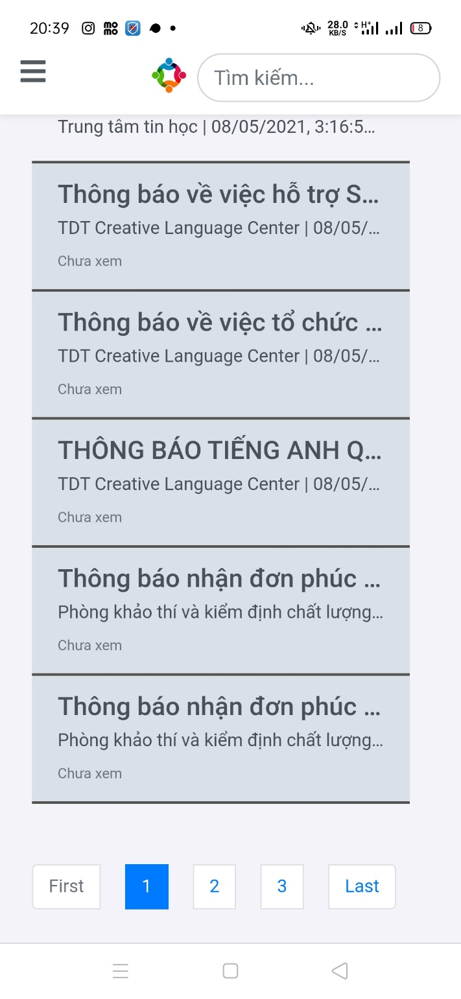 20:39
MO
MO
28.0
KB/S
H+
8
Tìm kiếm...
Trung tâm tin học | 08/05/2021, 3:16:5...
Thông báo về việc hỗ trợ S...
TDT Creative Language Center | 08/05/...
Chưa xem
Thông báo về việc tổ chức ...
TDT Creative Language Center | 08/05/...
Chưa xem
THÔNG BÁO TIẾNG ANH Q...
TDT Creative Language Center | 08/05/...
Chưa xem
Thông báo nhận đơn phúc ...
Phòng khảo thí và kiểm định chất lượng...
Chưa xem
Thông báo nhận đơn phúc ...
Phòng khảo thí và kiểm định chất lượng...
Chưa xem
First 1 2 3 Last